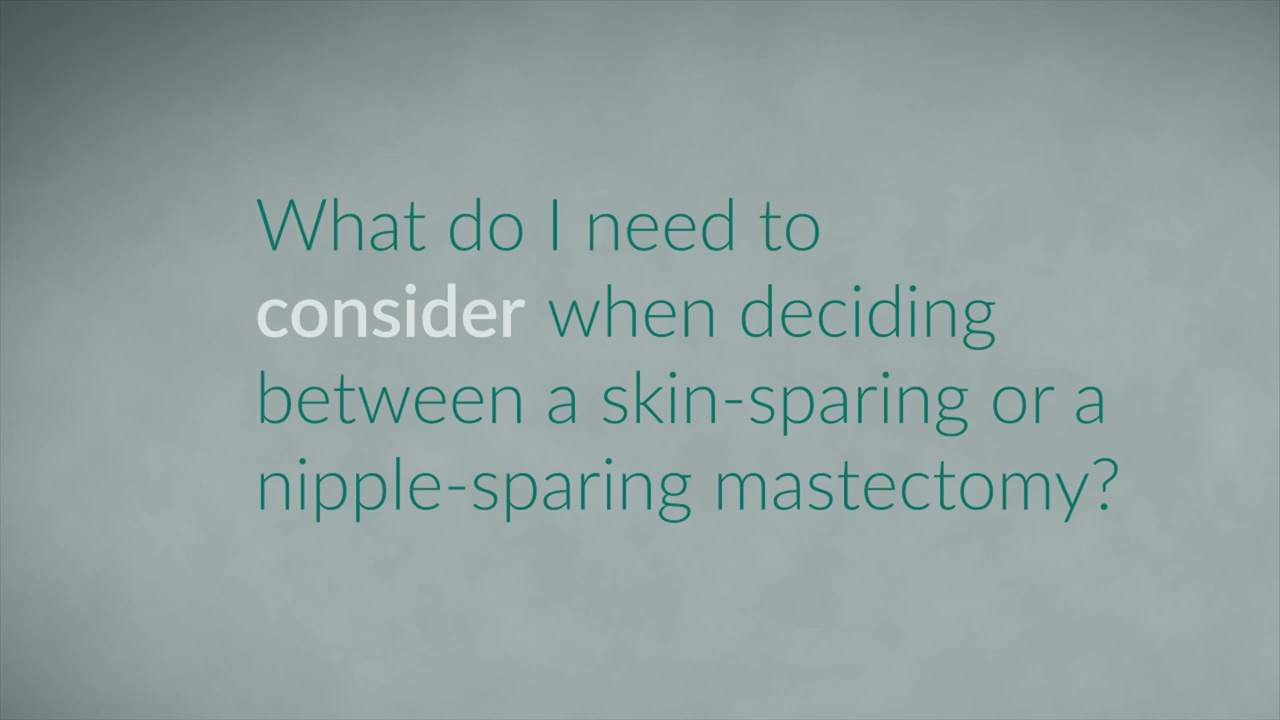 What do I need to
consider when deciding
between a skin-sparing or a
nipple-sparing mastectomy?